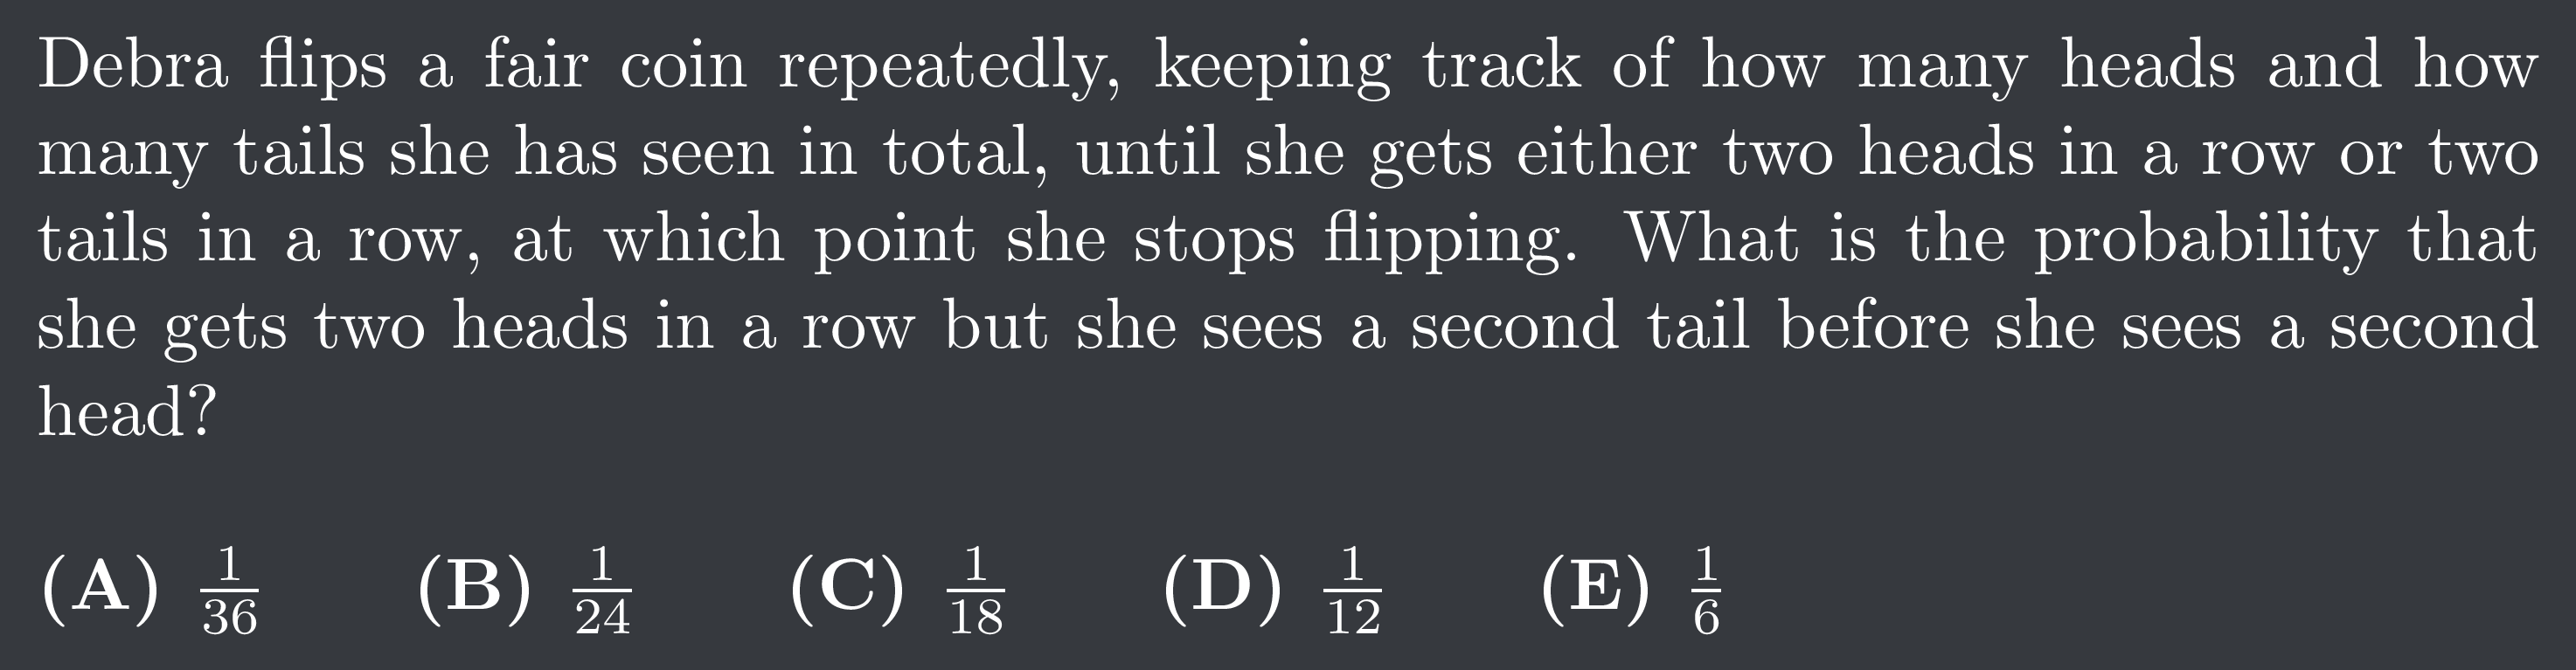 Debra flips a fair coin repeatedly, keeping track of how many heads and how
many tails she has seen in total, until she gets either two heads in a row or two
tails in a row, at which point she stops flipping. What is the probability that
she gets two heads in a row but she sees a second tail before she sees a second
head?
(A) 1/36 (B) 1/24 (C) 1/18 (D) 1/12 (E) 1/6